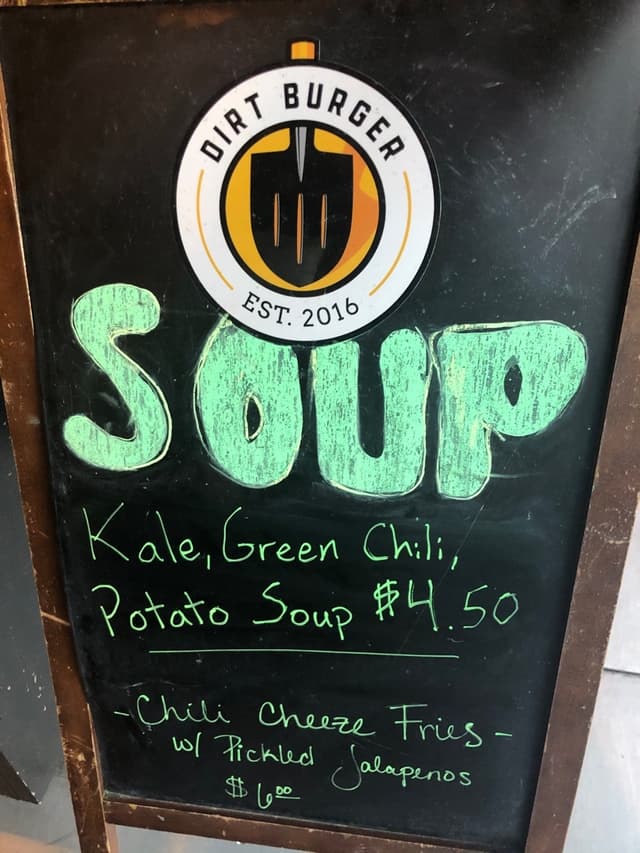 DIRT BURGER
EST. 2016
SOUP
Kale, Green Chili,
Potato Soup $4.50
- Chili Cheeze Fries -
w/ Pickled Jalapenos
$6.00